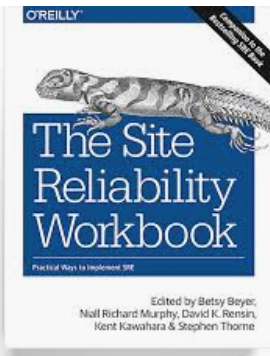 O'REILLY®
Companion to the
Bestselling SRE Book
The Site
Reliability
Workbook
Practical Ways to Implement SRE
Edited by Betsy Beyer,
Niall Richard Murphy, David K. Rensin,
Kent Kawahara & Stephen Thorne